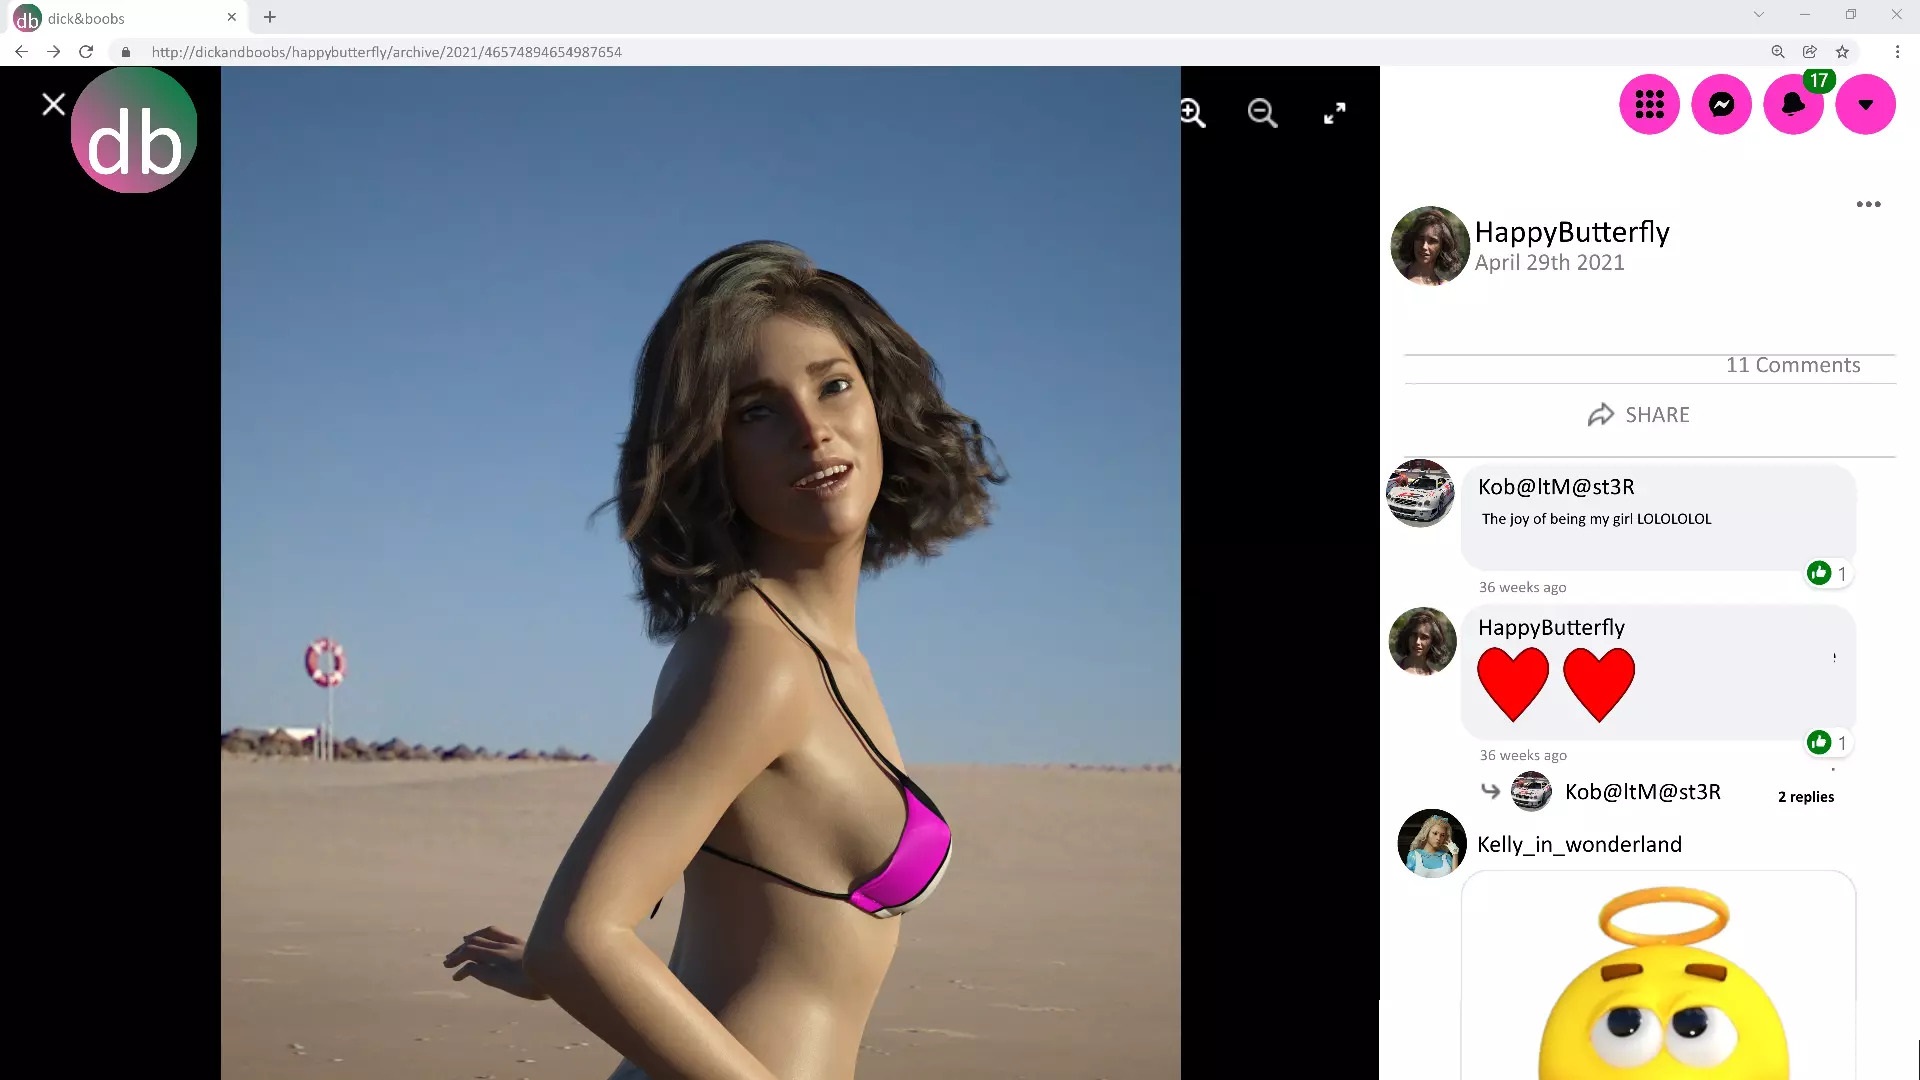 db dick&boobs
http://dickandboobs/happybutterfly/archive/2021/46574894654987654
db
17
HappyButterfly
April 29th 2021
11 Comments
SHARE
Kob@ltM@st3R
The joy of being my girl LOLOLOLOL
1
36 weeks ago
HappyButterfly
1
36 weeks ago
Kob@ltM@st3R 2 replies
Kelly_in_wonderland